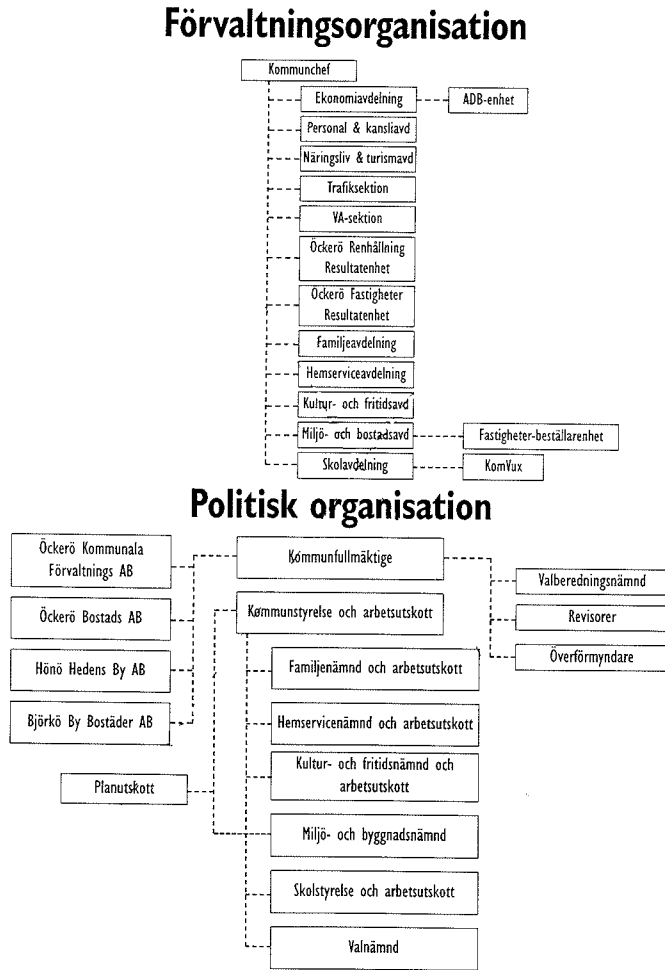 Förvaltningsorganisation
Kommunchef
Ekonomiavdelning
ADB-enhet
Personal & kansliavd
Näringsliv & turismavd
Trafiksektion
VA-sektion
Öckerö Renhållning
Resultatenhet
Öckerö Fastigheter
Resultatenhet
Familjeavdelning
Hemserviceavdelning
Kultur- och fritidsavd
Miljö- och bostadsavd
Fastigheter-beställarenhet
Skolavdelning
KomVux
Politisk organisation
Öckerö Kommunala
Förvaltnings AB
Öckerö Bostads AB
Hönö Hedens By AB
Björkö By Bostäder AB
Planutskott
Kommunfullmäktige
Kommunstyrelse och arbetsutskott
Familjenämnd och arbetsutskott
Hemservicenämnd och arbetsutskott
Kultur- och fritidsnämnd och
arbetsutskott
Miljö- och byggnadsnämnd
Skolstyrelse och arbetsutskott
Valnämnd
Valberedningsnämnd
Revisorer
Överförmyndare